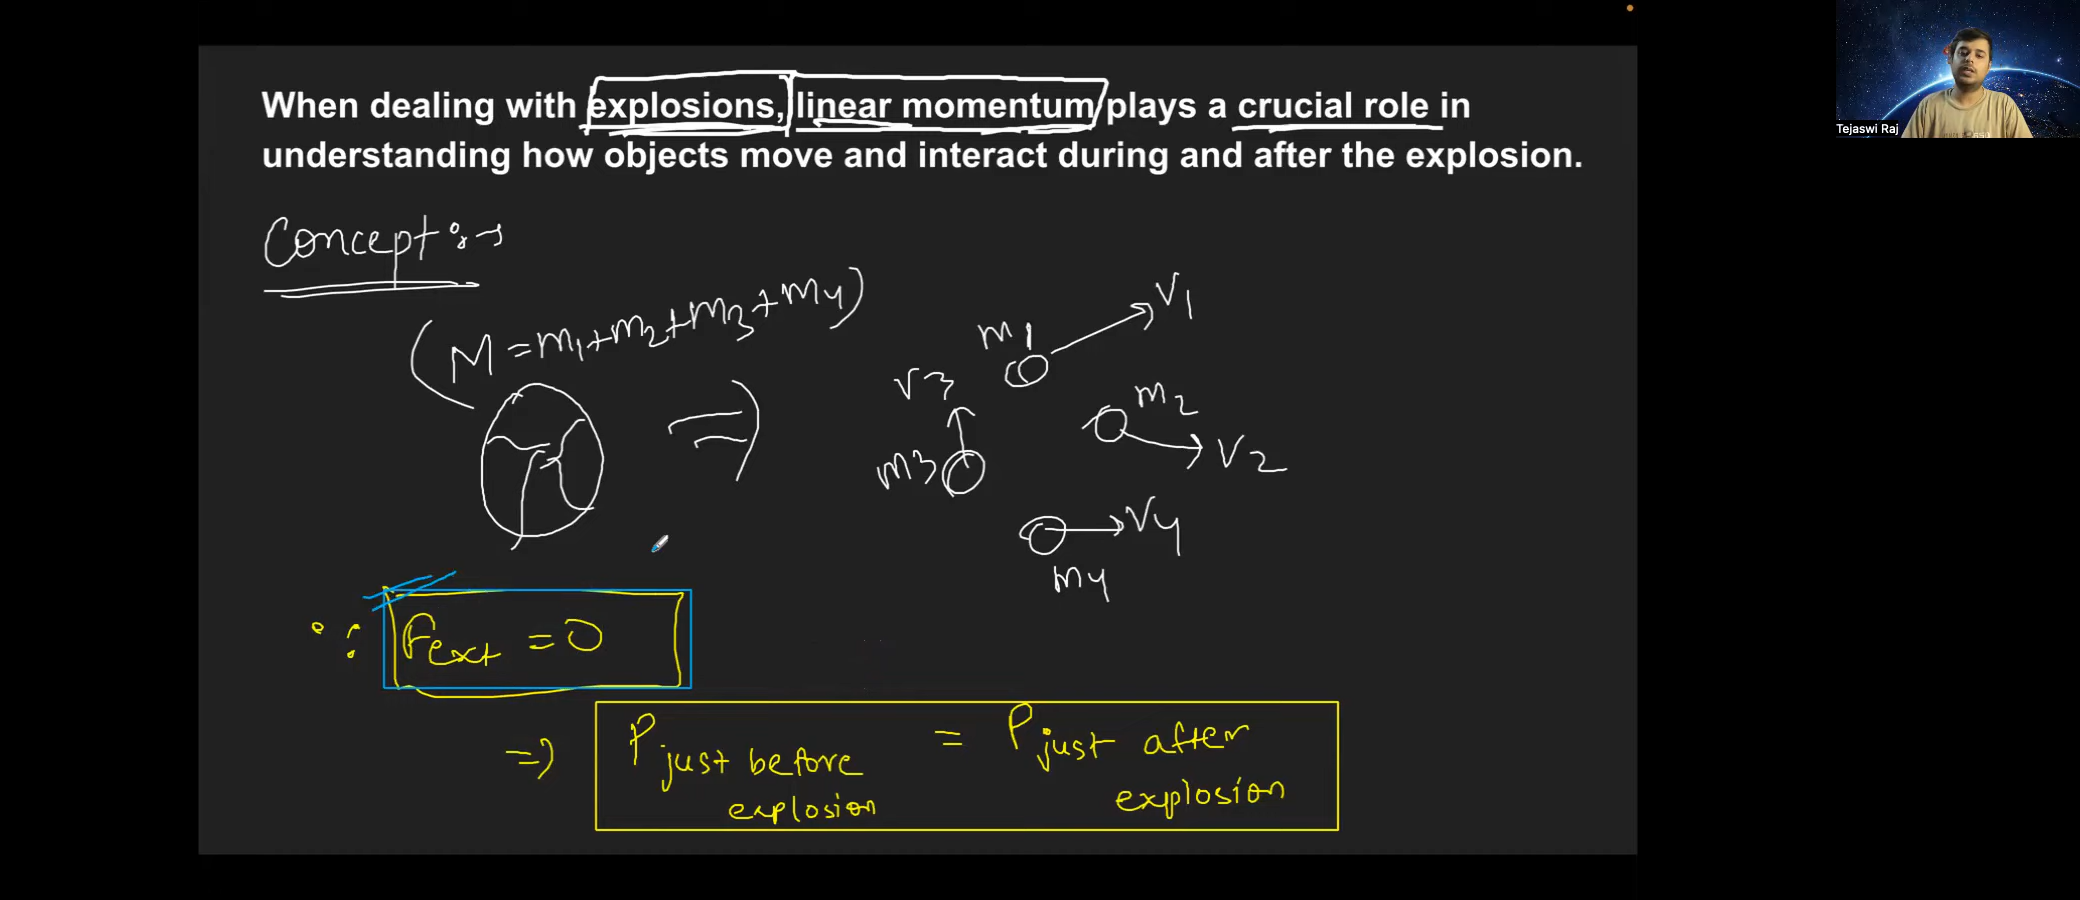 When dealing with explosions, linear momentum plays a crucial role in
understanding how objects move and interact during and after the explosion.
Tejaswi Raj
Concept :→
(M = m1 + m2 + m3 + m4)
m1
V1
V3
m2
m3
V2
V4
m4
∵ Fext = 0
⇒ P just before explosion = P just after explosion